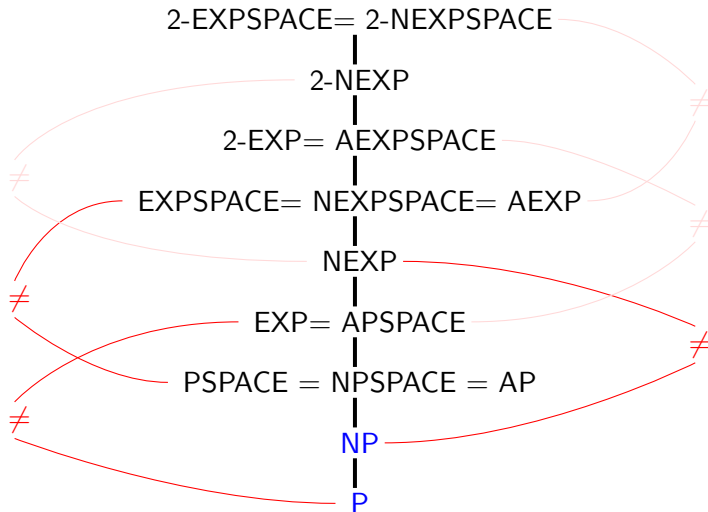 2-EXPSPACE= 2-NEXPSPACE
2-NEXP
≠
2-EXP= AEXPSPACE
≠
EXPSPACE= NEXPSPACE= AEXP
≠
NEXP
≠
EXP= APSPACE
≠
PSPACE = NPSPACE = AP
≠
NP
P